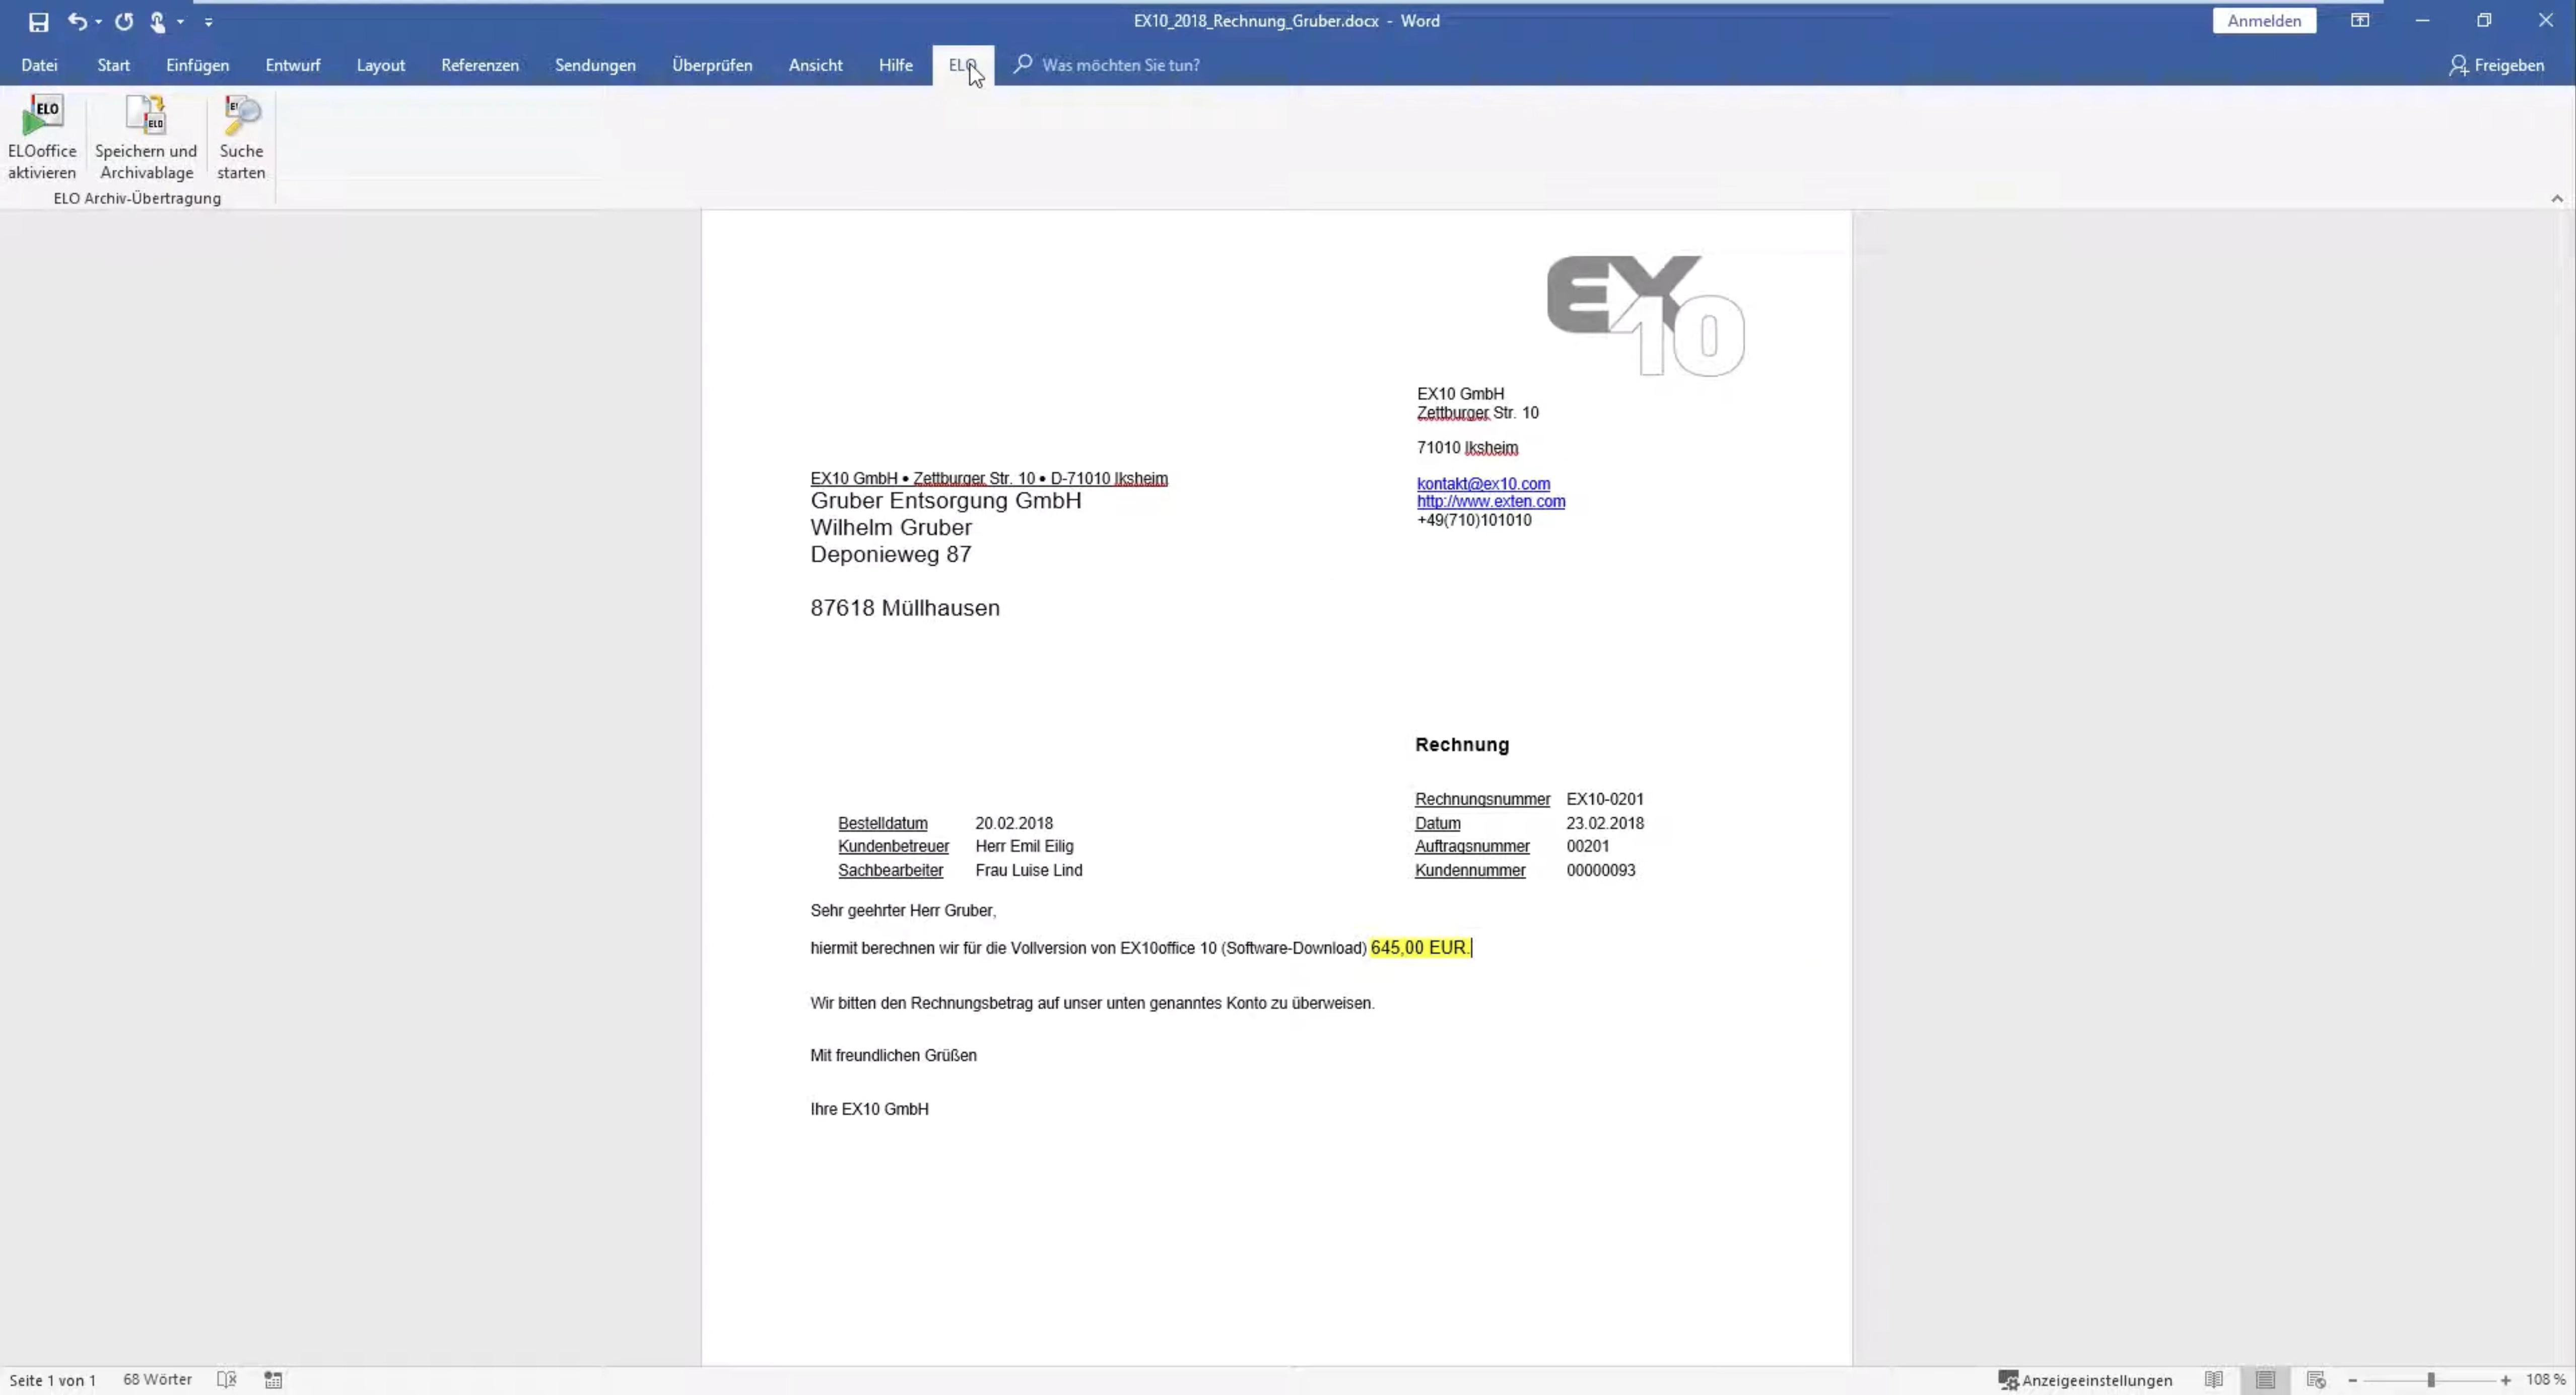 EX10_2018_Rechnung_Gruber.docx - Word
Anmelden
Datei Start Einfügen Entwurf Layout Referenzen Sendungen Überprüfen Ansicht Hilfe ELO Was möchten Sie tun? Freigeben
ELO ELO
ELOoffice aktivieren
Speichern und Archivablage
Suche starten
ELO Archiv-Übertragung
EX10
EX10 GmbH
Zettburger Str. 10
71010 Iksheim
kontakt@ex10.com
http://www.exten.com
+49(710)101010
EX10 GmbH • Zettburger Str. 10 • D-71010 Iksheim
Gruber Entsorgung GmbH
Wilhelm Gruber
Deponieweg 87
87618 Müllhausen
Rechnung
Rechnungsnummer EX10-0201
Bestelldatum 20.02.2018 Datum 23.02.2018
Kundenbetreuer Herr Emil Eilig Auftragsnummer 00201
Sachbearbeiter Frau Luise Lind Kundennummer 00000093
Sehr geehrter Herr Gruber,
hiermit berechnen wir für die Vollversion von EX10office 10 (Software-Download) 645,00 EUR.
Wir bitten den Rechnungsbetrag auf unser unten genanntes Konto zu überweisen.
Mit freundlichen Grüßen
Ihre EX10 GmbH
Seite 1 von 1 68 Wörter Anzeigeeinstellungen 108 %